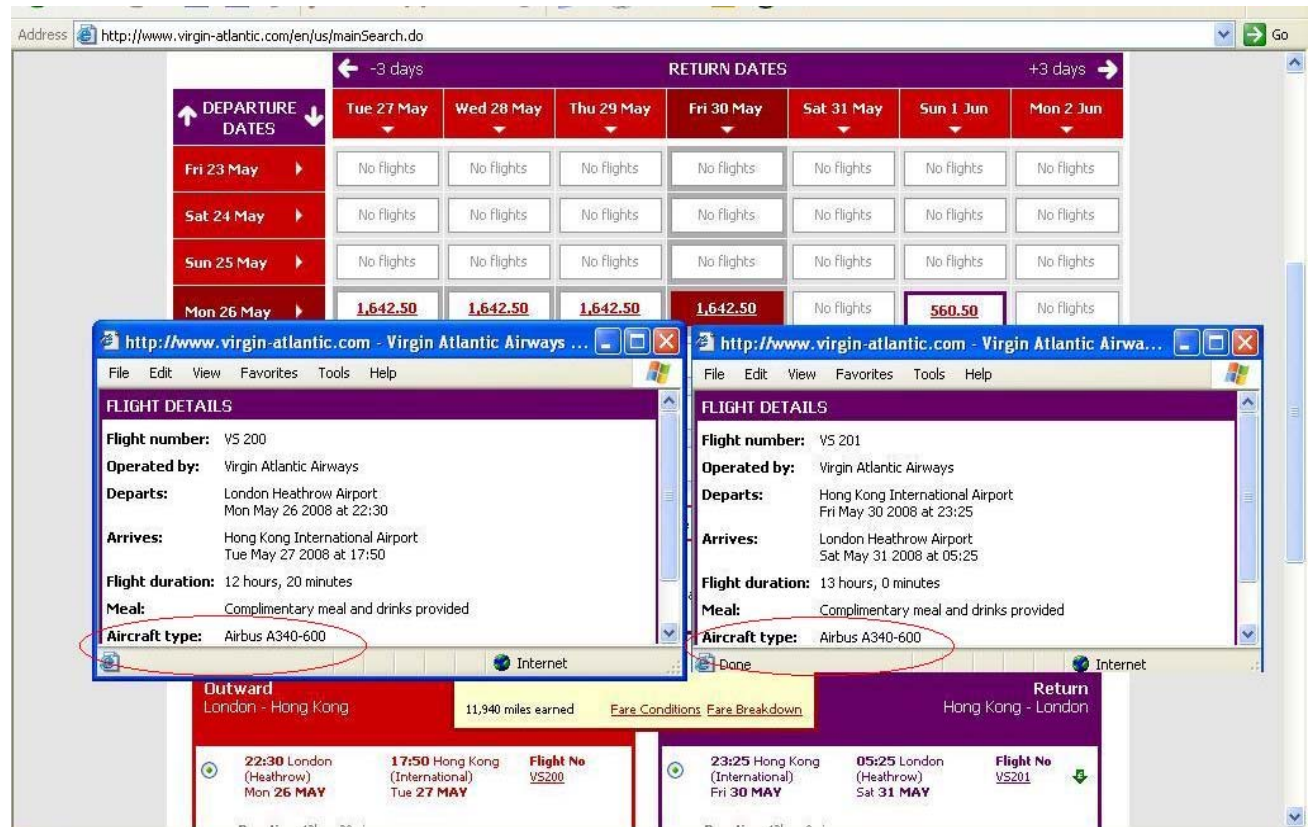 Address http://www.virgin-atlantic.com/en/us/mainSearch.do Go
-3 days RETURN DATES +3 days
DEPARTURE DATES Tue 27 May Wed 28 May Thu 29 May Fri 30 May Sat 31 May Sun 1 Jun Mon 2 Jun
Fri 23 May No flights No flights No flights No flights No flights No flights No flights
Sat 24 May No flights No flights No flights No flights No flights No flights No flights
Sun 25 May No flights No flights No flights No flights No flights No flights No flights
Mon 26 May 1,642.50 1,642.50 1,642.50 1,642.50 No flights 560.50 No flights
http://www.virgin-atlantic.com - Virgin Atlantic Airways ...
File Edit View Favorites Tools Help
FLIGHT DETAILS
Flight number: VS 200
Operated by: Virgin Atlantic Airways
Departs: London Heathrow Airport
Mon May 26 2008 at 22:30
Arrives: Hong Kong International Airport
Tue May 27 2008 at 17:50
Flight duration: 12 hours, 20 minutes
Meal: Complimentary meal and drinks provided
Aircraft type: Airbus A340-600
Internet
http://www.virgin-atlantic.com - Virgin Atlantic Airwa...
File Edit View Favorites Tools Help
FLIGHT DETAILS
Flight number: VS 201
Operated by: Virgin Atlantic Airways
Departs: Hong Kong International Airport
Fri May 30 2008 at 23:25
Arrives: London Heathrow Airport
Sat May 31 2008 at 05:25
Flight duration: 13 hours, 0 minutes
Meal: Complimentary meal and drinks provided
Aircraft type: Airbus A340-600
Done Internet
Outward
London - Hong Kong
11,940 miles earned Fare Conditions Fare Breakdown
Return
Hong Kong - London
22:30 London 17:50 Hong Kong Flight No
(Heathrow) (International) VS200
Mon 26 MAY Tue 27 MAY
23:25 Hong Kong 05:25 London Flight No
(International) (Heathrow) VS201
Fri 30 MAY Sat 31 MAY